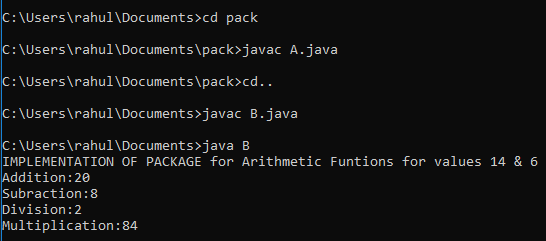 C:\Users\rahul\Documents>cd pack
C:\Users\rahul\Documents\pack>javac A.java
C:\Users\rahul\Documents\pack>cd..
C:\Users\rahul\Documents>javac B.java
C:\Users\rahul\Documents>java B
IMPLEMENTATION OF PACKAGE for Arithmetic Funtions for values 14 & 6
Addition:20
Subraction:8
Division:2
Multiplication:84